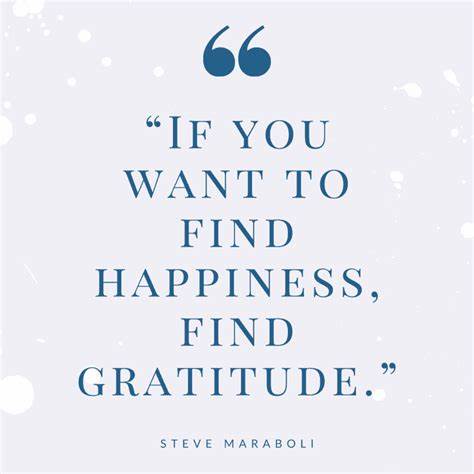 “IF YOU
WANT TO
FIND
HAPPINESS,
FIND
GRATITUDE.”
STEVE MARABOLI